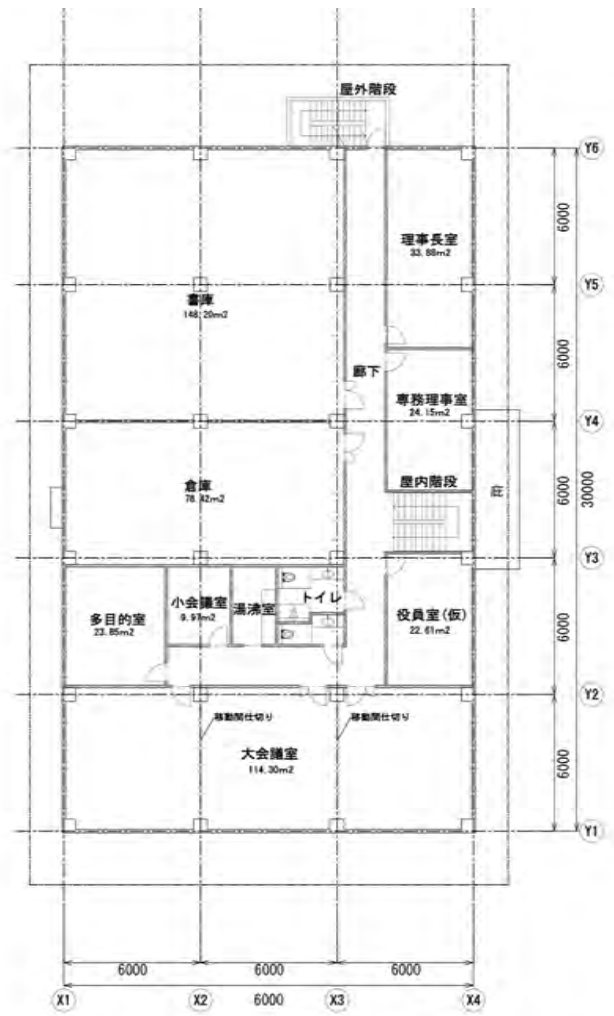 屋外階段
Y6
6000
理事長室
33.88m2
Y5
書庫
148.20m2
6000
廊下
専務理事室
24.15m2
Y4
倉庫
78.42m2
屋内階段
庇
6000
30000
Y3
多目的室
23.85m2
小会議室
9.97m2
湯沸室
トイレ
役員室(仮)
22.61m2
6000
Y2
移動間仕切り
移動間仕切り
大会議室
114.30m2
6000
Y1
6000
6000
6000
6000
X1
X2
X3
X4